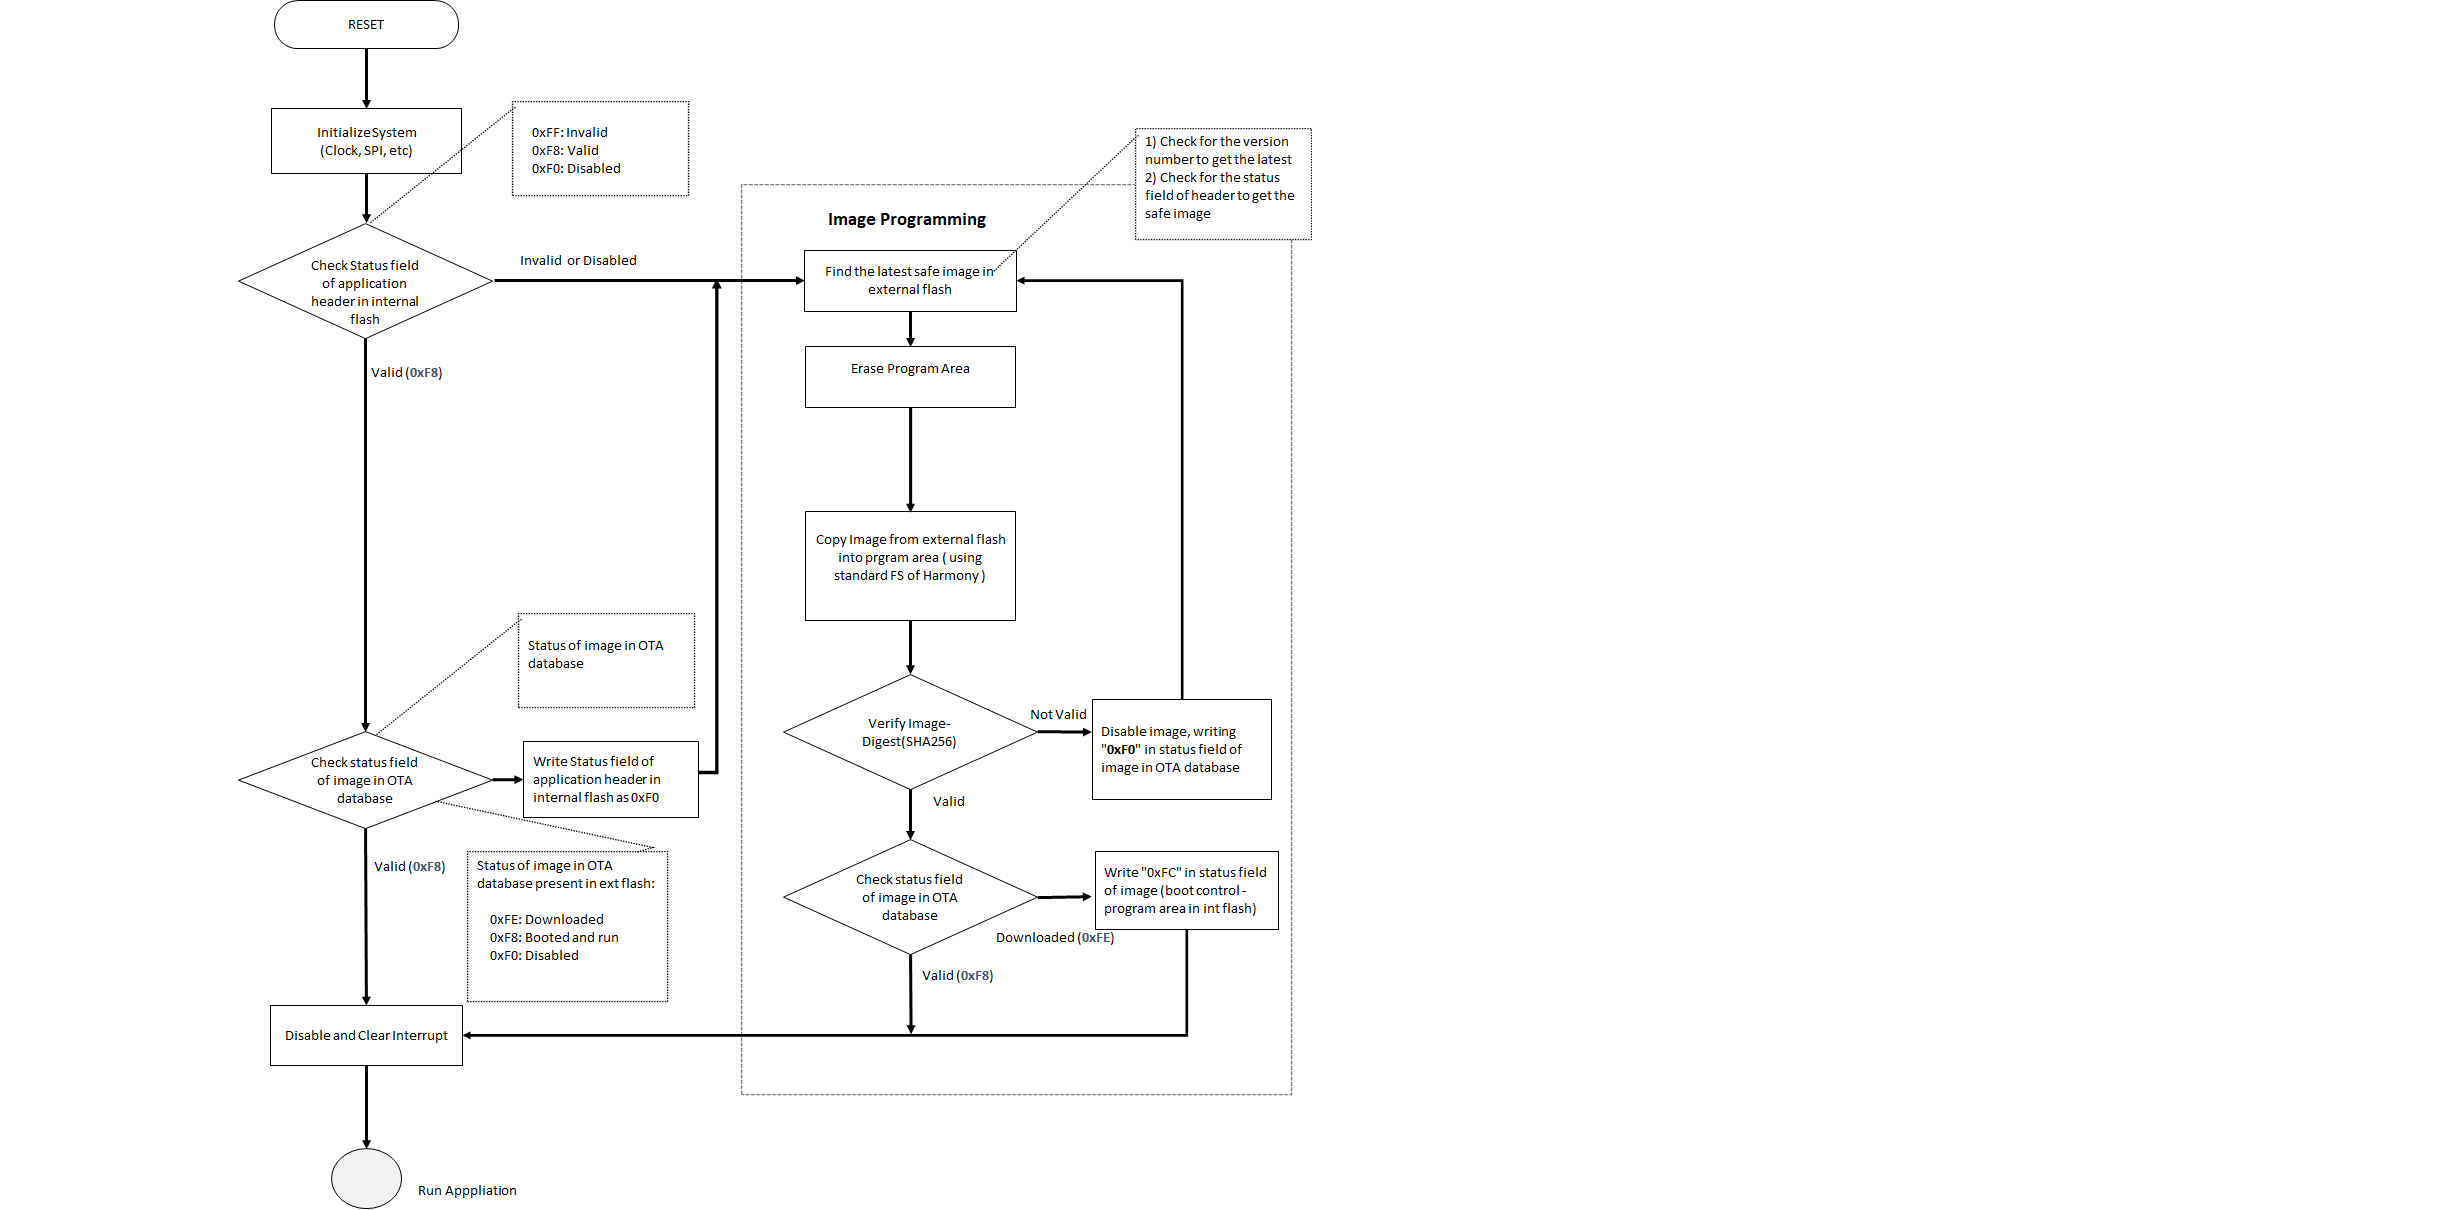 RESET
Initialize System
(Clock, SPI, etc)
0xFF: Invalid
0xF8: Valid
0xF0: Disabled
1) Check for the version
number to get the latest
2) Check for the status
field of header to get the
safe image
Image Programming
Check Status field
of application
header in internal
flash
Invalid or Disabled
Find the latest safe image in
external flash
Valid (0xF8)
Erase Program Area
Copy Image from external flash
into prgram area ( using
standard FS of Harmony )
Status of image in OTA
database
Verify Image-
Digest(SHA256)
Not Valid
Disable image, writing
"0xF0" in status field of
image in OTA database
Check status field
of image in OTA
database
Write Status field of
application header in
internal flash as 0xF0
Valid
Valid (0xF8)
Status of image in OTA
database present in ext flash:
0xFE: Downloaded
0xF8: Booted and run
0xF0: Disabled
Check status field
of image in OTA
database
Write "0xFC" in status field
of image (boot control -
program area in int flash)
Downloaded (0xFE)
Valid (0xF8)
Disable and Clear Interrupt
Run Apppliation